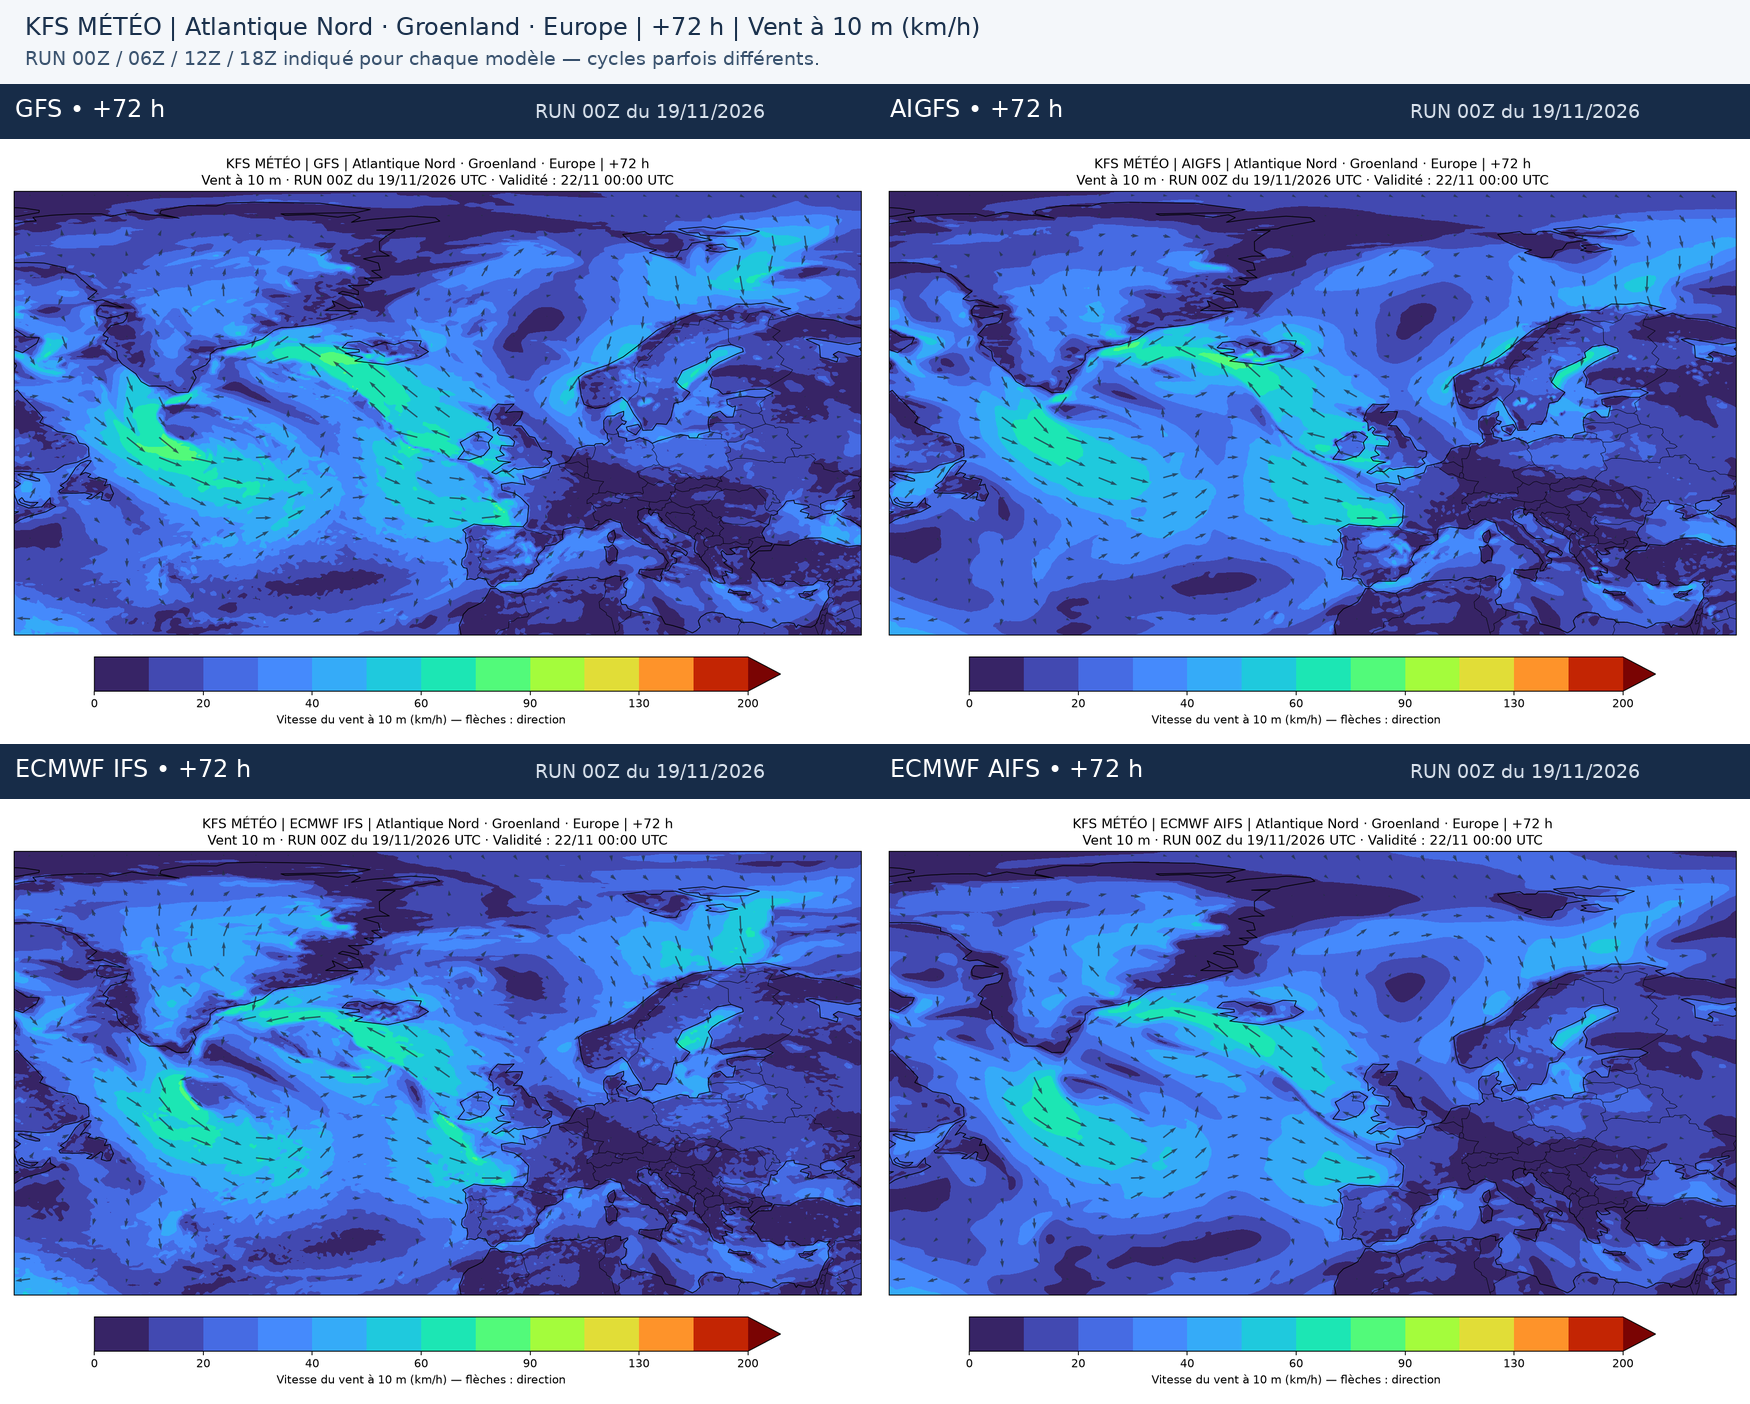 KFS MÉTÉO | Atlantique Nord · Groenland · Europe | +72 h | Vent à 10 m (km/h)
RUN 00Z / 06Z / 12Z / 18Z indiqué pour chaque modèle — cycles parfois différents.
GFS • +72 h
RUN 00Z du 19/11/2026
KFS MÉTÉO | GFS | Atlantique Nord · Groenland · Europe | +72 h
Vent à 10 m · RUN 00Z du 19/11/2026 UTC · Validité : 22/11 00:00 UTC
0 20 40 60 90 130 200
Vitesse du vent à 10 m (km/h) — flèches : direction
AIGFS • +72 h
RUN 00Z du 19/11/2026
KFS MÉTÉO | AIGFS | Atlantique Nord · Groenland · Europe | +72 h
Vent à 10 m · RUN 00Z du 19/11/2026 UTC · Validité : 22/11 00:00 UTC
0 20 40 60 90 130 200
Vitesse du vent à 10 m (km/h) — flèches : direction
ECMWF IFS • +72 h
RUN 00Z du 19/11/2026
KFS MÉTÉO | ECMWF IFS | Atlantique Nord · Groenland · Europe | +72 h
Vent 10 m · RUN 00Z du 19/11/2026 UTC · Validité : 22/11 00:00 UTC
0 20 40 60 90 130 200
Vitesse du vent à 10 m (km/h) — flèches : direction
ECMWF AIFS • +72 h
RUN 00Z du 19/11/2026
KFS MÉTÉO | ECMWF AIFS | Atlantique Nord · Groenland · Europe | +72 h
Vent 10 m · RUN 00Z du 19/11/2026 UTC · Validité : 22/11 00:00 UTC
0 20 40 60 90 130 200
Vitesse du vent à 10 m (km/h) — flèches : direction